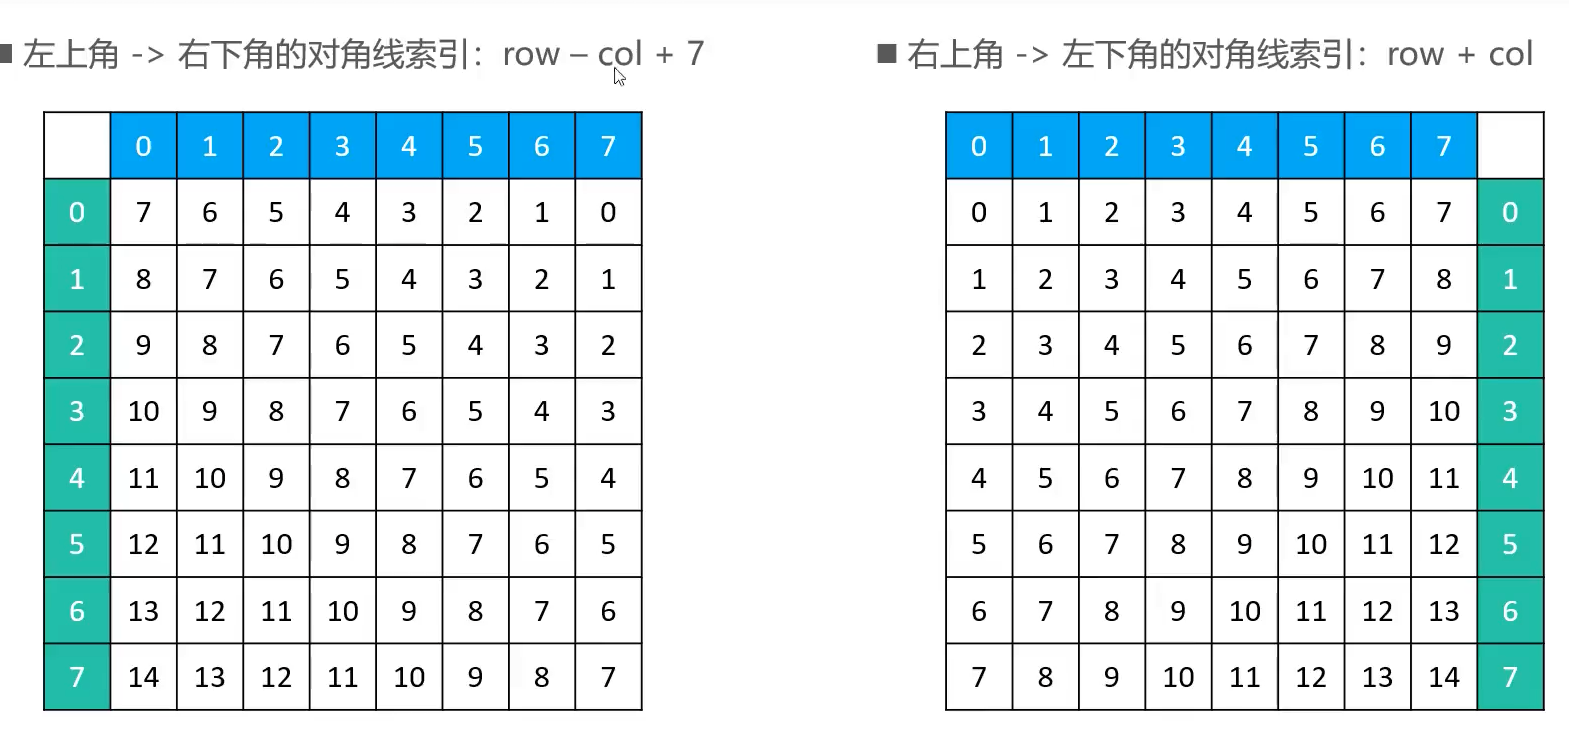 ■ 左上角 -> 右下角的对角线索引：row – col + 7
0 1 2 3 4 5 6 7
0 7 6 5 4 3 2 1 0
1 8 7 6 5 4 3 2 1
2 9 8 7 6 5 4 3 2
3 10 9 8 7 6 5 4 3
4 11 10 9 8 7 6 5 4
5 12 11 10 9 8 7 6 5
6 13 12 11 10 9 8 7 6
7 14 13 12 11 10 9 8 7
■ 右上角 -> 左下角的对角线索引：row + col
0 1 2 3 4 5 6 7
0 1 2 3 4 5 6 7 0
1 2 3 4 5 6 7 8 1
2 3 4 5 6 7 8 9 2
3 4 5 6 7 8 9 10 3
4 5 6 7 8 9 10 11 4
5 6 7 8 9 10 11 12 5
6 7 8 9 10 11 12 13 6
7 8 9 10 11 12 13 14 7